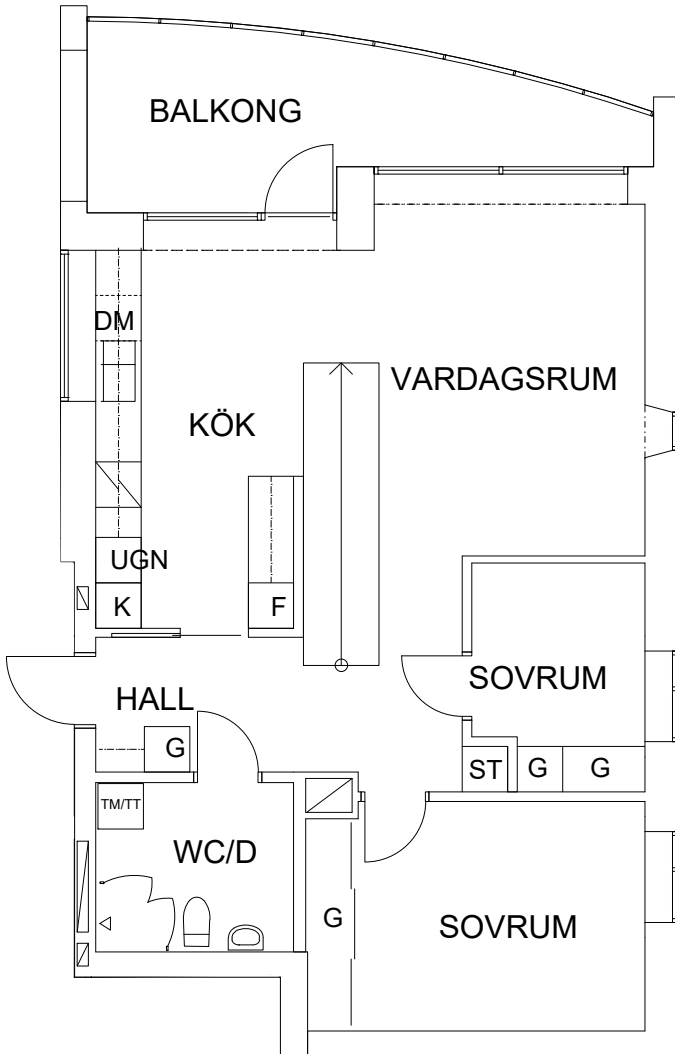 BALKONG
DM
VARDAGSRUM
KÖK
UGN
K
F
SOVRUM
HALL
G
ST
G
G
TM/TT
WC/D
G
SOVRUM